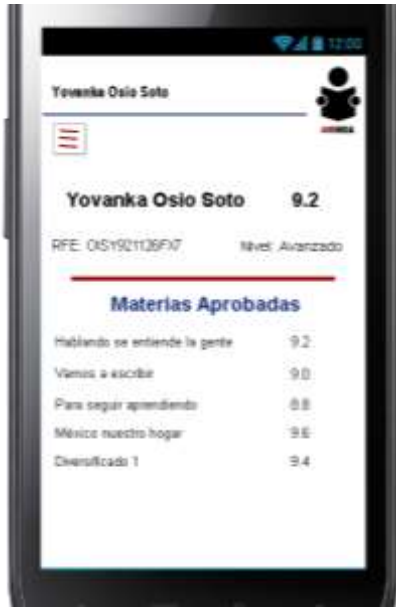 12:00
Yovanka Osio Soto
Yovanka Osio Soto 9.2
RFE: OISY921126FX7 Nivel: Avanzado
Materias Aprobadas
Hablando se entiende la gente 9.2
Vamos a escribir 9.0
Para seguir aprendiendo 8.8
México nuestro hogar 9.6
Diversificado 1 9.4